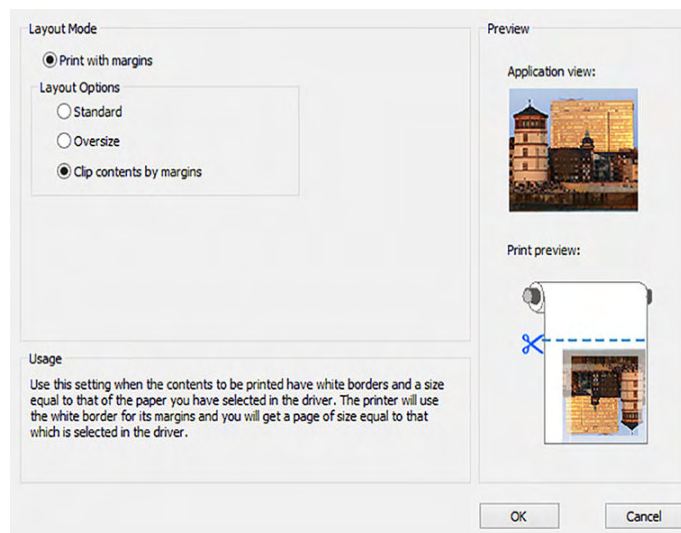 Layout Mode
Print with margins
Layout Options
Standard
Oversize
Clip contents by margins
Usage
Use this setting when the contents to be printed have white borders and a size
equal to that of the paper you have selected in the driver. The printer will use
the white border for its margins and you will get a page of size equal to that
which is selected in the driver.
Preview
Application view:
Print preview:
OK
Cancel